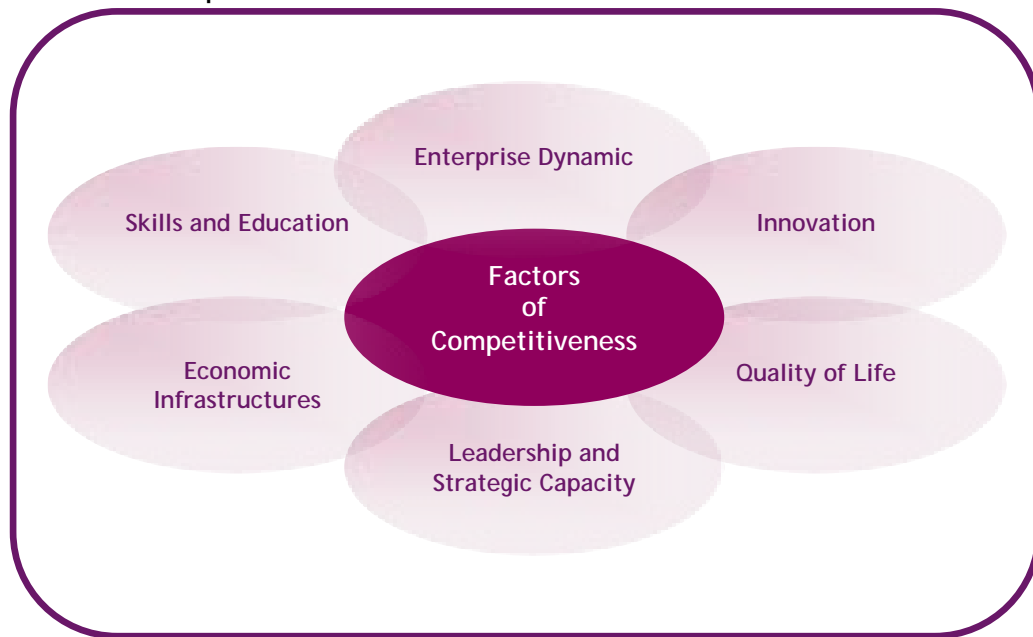 Enterprise Dynamic
Skills and Education
Innovation
Factors
of
Competitiveness
Economic
Infrastructures
Quality of Life
Leadership and
Strategic Capacity